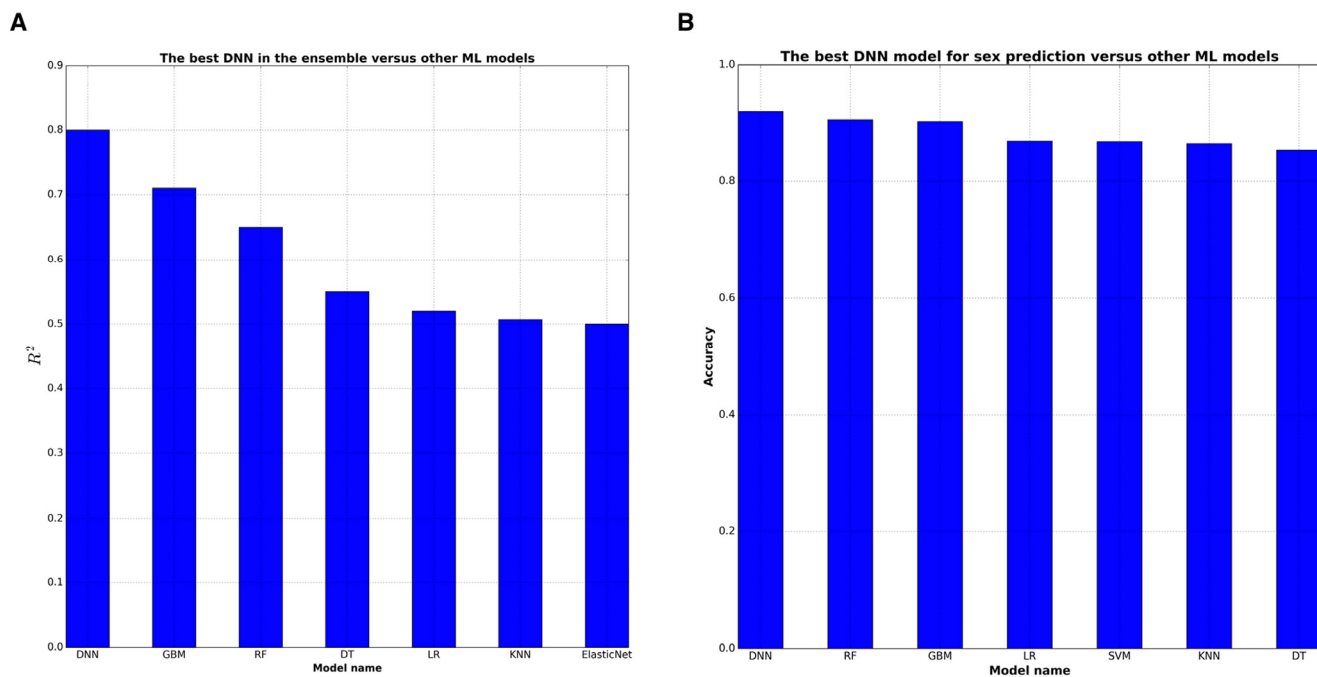 A
The best DNN in the ensemble versus other ML models
0.9
0.8
0.7
0.6
0.5
0.4
0.3
0.2
0.1
0.0
R²
DNN GBM RF DT LR KNN ElasticNet
Model name
B
The best DNN model for sex prediction versus other ML models
1.0
0.8
0.6
0.4
0.2
0.0
Accuracy
DNN RF GBM LR SVM KNN DT
Model name